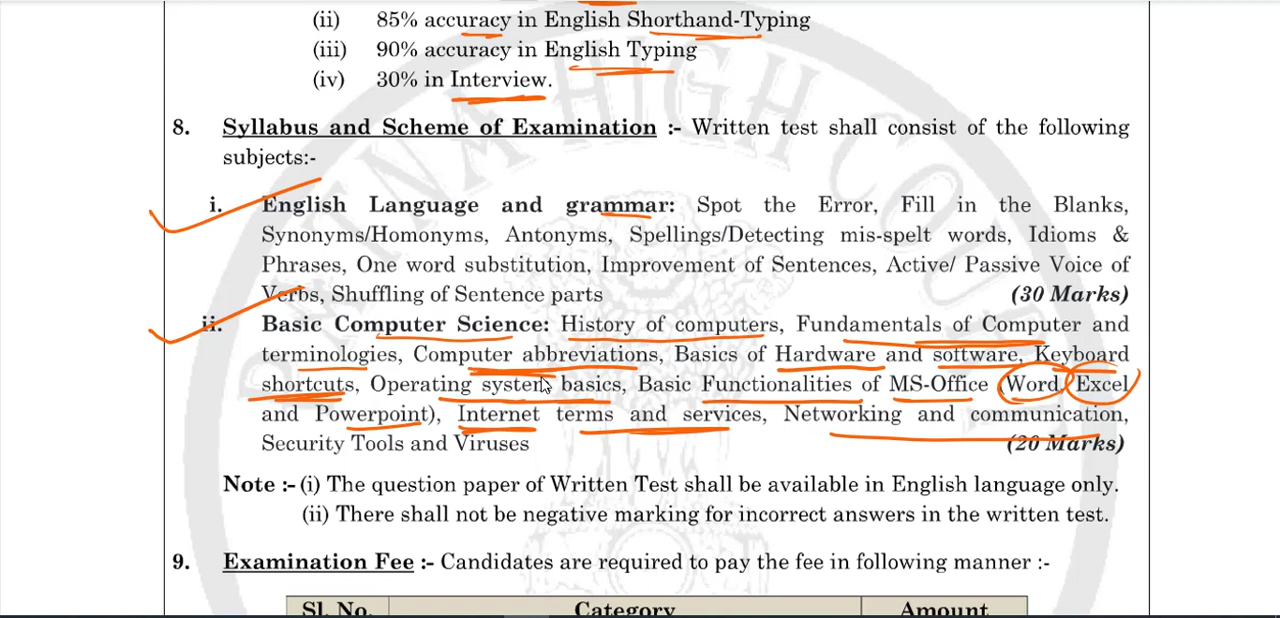 (ii) 85% accuracy in English Shorthand-Typing
(iii) 90% accuracy in English Typing
(iv) 30% in Interview.
8. Syllabus and Scheme of Examination :- Written test shall consist of the following
subjects:-
i. English Language and grammar: Spot the Error, Fill in the Blanks,
Synonyms/Homonyms, Antonyms, Spellings/Detecting mis-spelt words, Idioms &
Phrases, One word substitution, Improvement of Sentences, Active/ Passive Voice of
Verbs, Shuffling of Sentence parts (30 Marks)
ii. Basic Computer Science: History of computers, Fundamentals of Computer and
terminologies, Computer abbreviations, Basics of Hardware and software, Keyboard
shortcuts, Operating system basics, Basic Functionalities of MS-Office (Word, Excel
and Powerpoint), Internet terms and services, Networking and communication,
Security Tools and Viruses (20 Marks)
Note :- (i) The question paper of Written Test shall be available in English language only.
(ii) There shall not be negative marking for incorrect answers in the written test.
9. Examination Fee :- Candidates are required to pay the fee in following manner :-
Sl. No. Category Amount